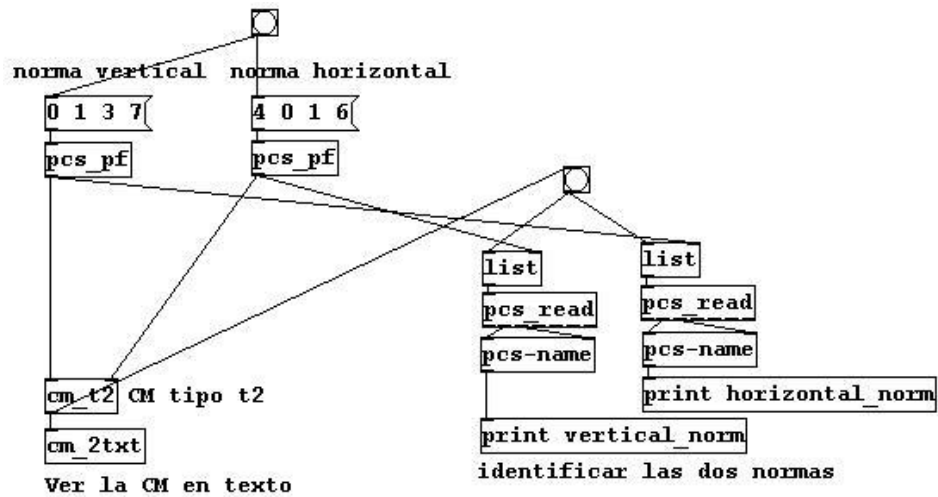 norma vertical
norma horizontal
0 1 3 7
4 0 1 6
pcs_pf
pcs_pf
list
list
pcs_read
pcs_read
pcs-name
pcs-name
cm_t2
CM tipo t2
print horizontal_norm
cm_2txt
print vertical_norm
identificar las dos normas
Ver la CM en texto